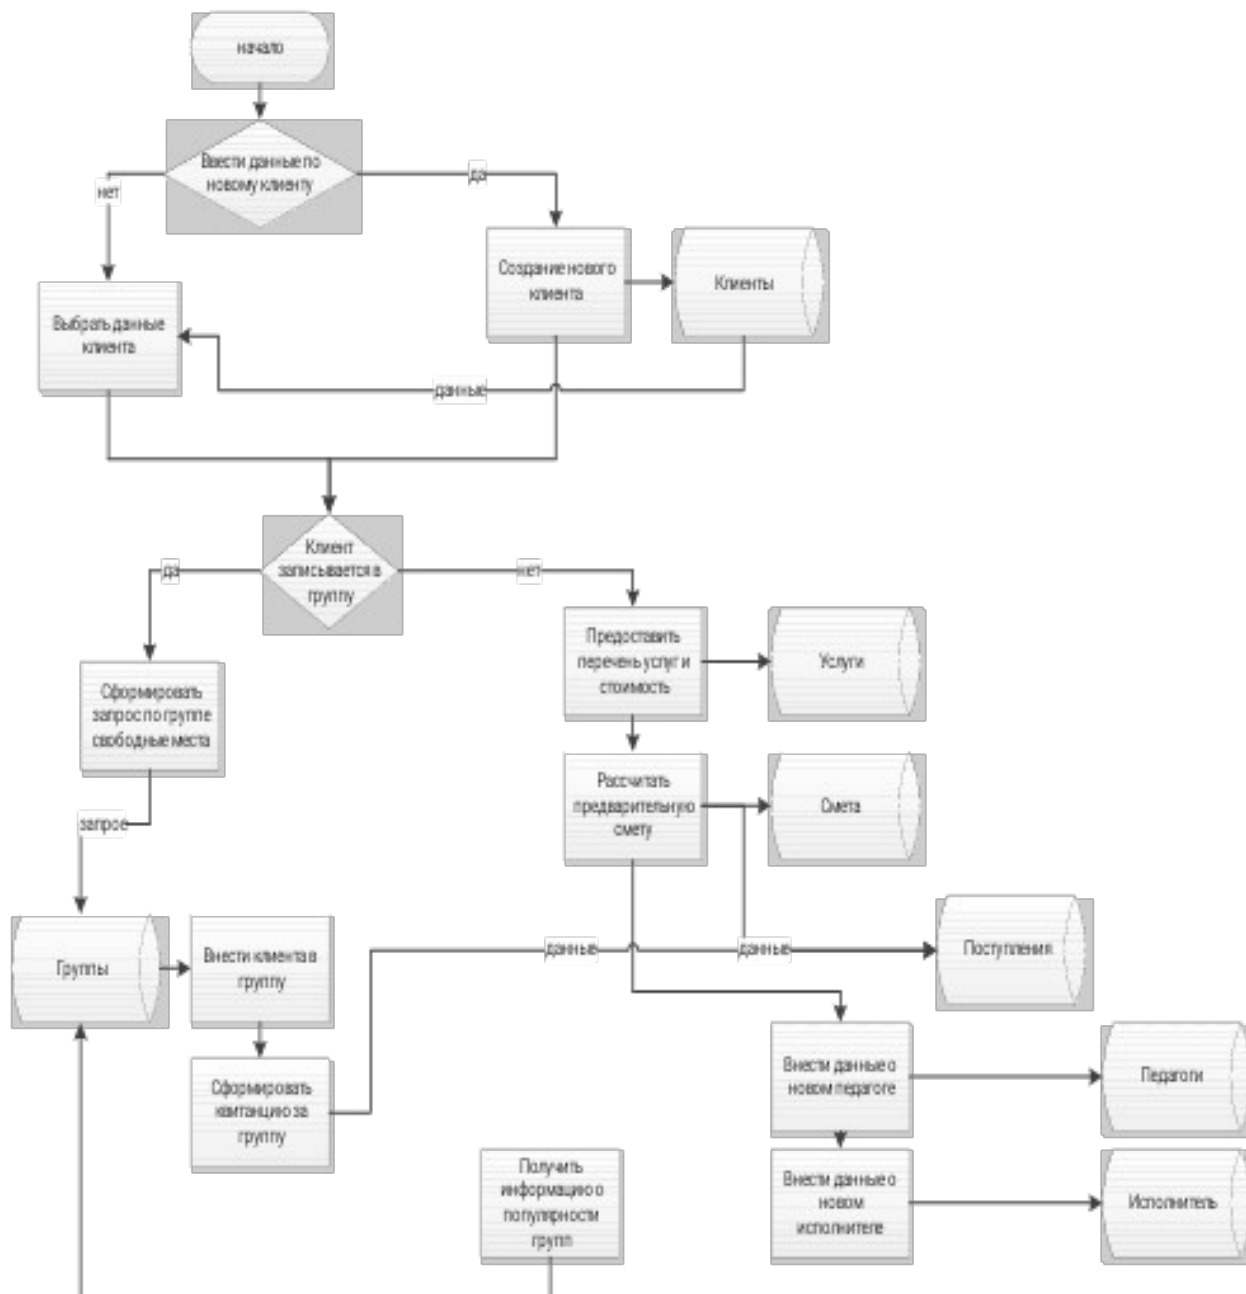 начало
Ввести данные по
новому клиенту
нет
да
Создание нового
клиента
Клиенты
Выбрать данные
клиента
данные
Клиент
записывается в
группу
да
нет
Предоставить
перечень услуг и
стоимость
Услуги
Сформировать
запрос по группе
свободные места
Рассчитать
предварительную
смету
Смета
запрос
Группы
Внести клиента в
группу
данные
данные
Поступления
Сформировать
квитанцию за
группу
Внести данные о
новом педагоге
Педагоги
Получить
информацию о
популярности
групп
Внести данные о
новом
исполнителе
Исполнитель